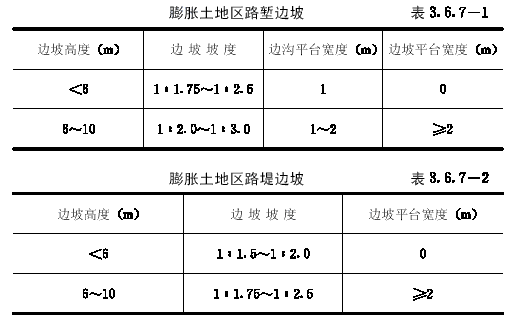 膨胀土地区路堑边坡 表 3.6.7—1
边坡高度 (m) 边 坡 坡 度 边沟平台宽度 (m) 边坡平台宽度 (m)
<6 1:1.75～1:2.5 1 0
6～10 1:2.0～1:3.0 1～2 ≥2
膨胀土地区路堤边坡 表 3.6.7—2
边坡高度 (m) 边 坡 坡 度 边坡平台宽度 (m)
<6 1:1.5～1:2.0 0
6～10 1:1.75～1:2.5 ≥2